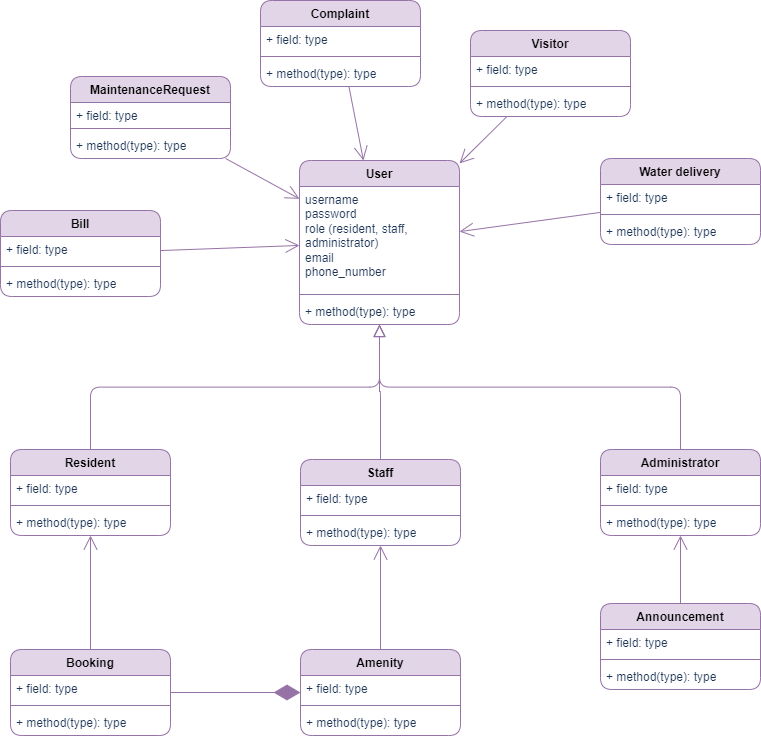 Complaint
+ field: type
+ method(type): type
Visitor
+ field: type
+ method(type): type
MaintenanceRequest
+ field: type
+ method(type): type
User
username
password
role (resident, staff,
administrator)
email
phone_number
+ method(type): type
Water delivery
+ field: type
+ method(type): type
Bill
+ field: type
+ method(type): type
Resident
+ field: type
+ method(type): type
Staff
+ field: type
+ method(type): type
Administrator
+ field: type
+ method(type): type
Announcement
+ field: type
+ method(type): type
Booking
+ field: type
+ method(type): type
Amenity
+ field: type
+ method(type): type